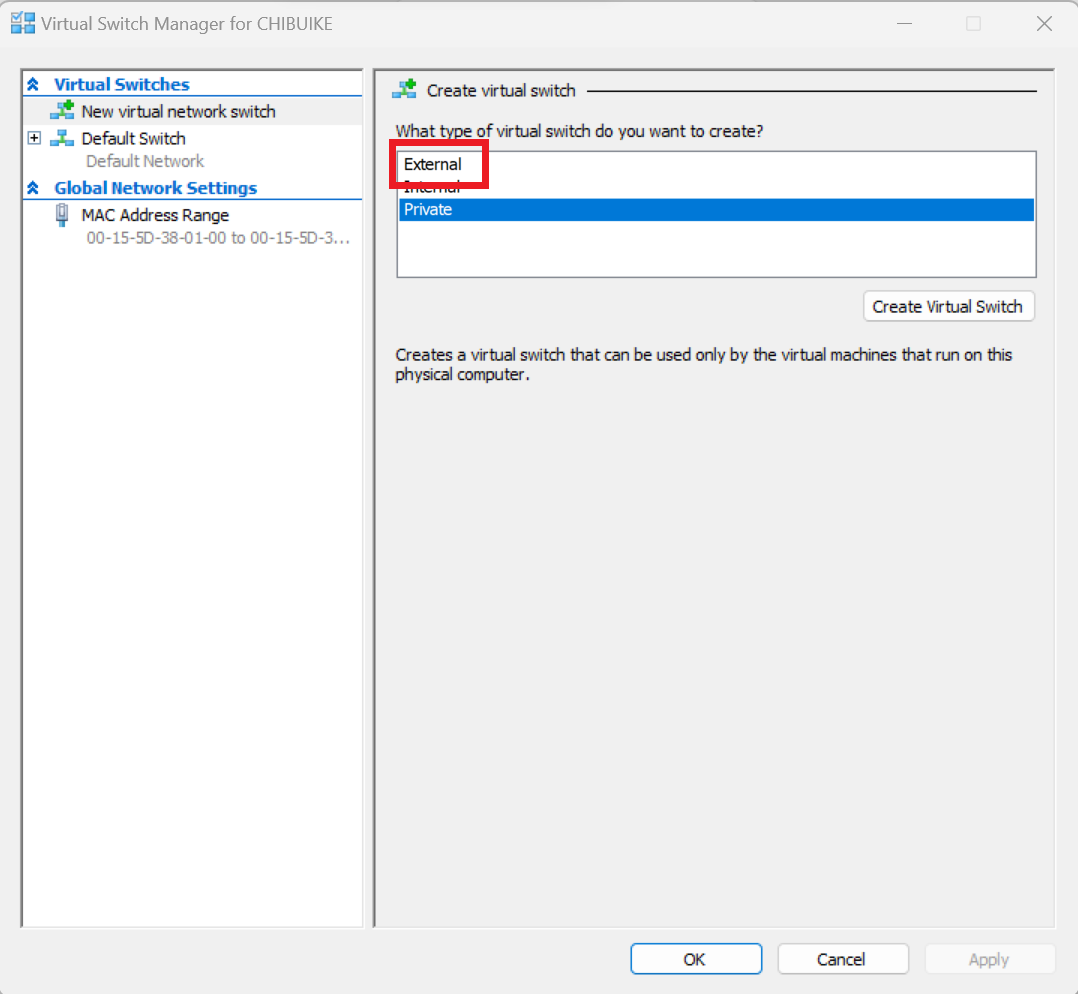 Virtual Switch Manager for CHIBUIKE
Virtual Switches
New virtual network switch
Default Switch
Default Network
Global Network Settings
MAC Address Range
00-15-5D-38-01-00 to 00-15-5D-3...
Create virtual switch
What type of virtual switch do you want to create?
External
Internal
Private
Create Virtual Switch
Creates a virtual switch that can be used only by the virtual machines that run on this
physical computer.
OK
Cancel
Apply